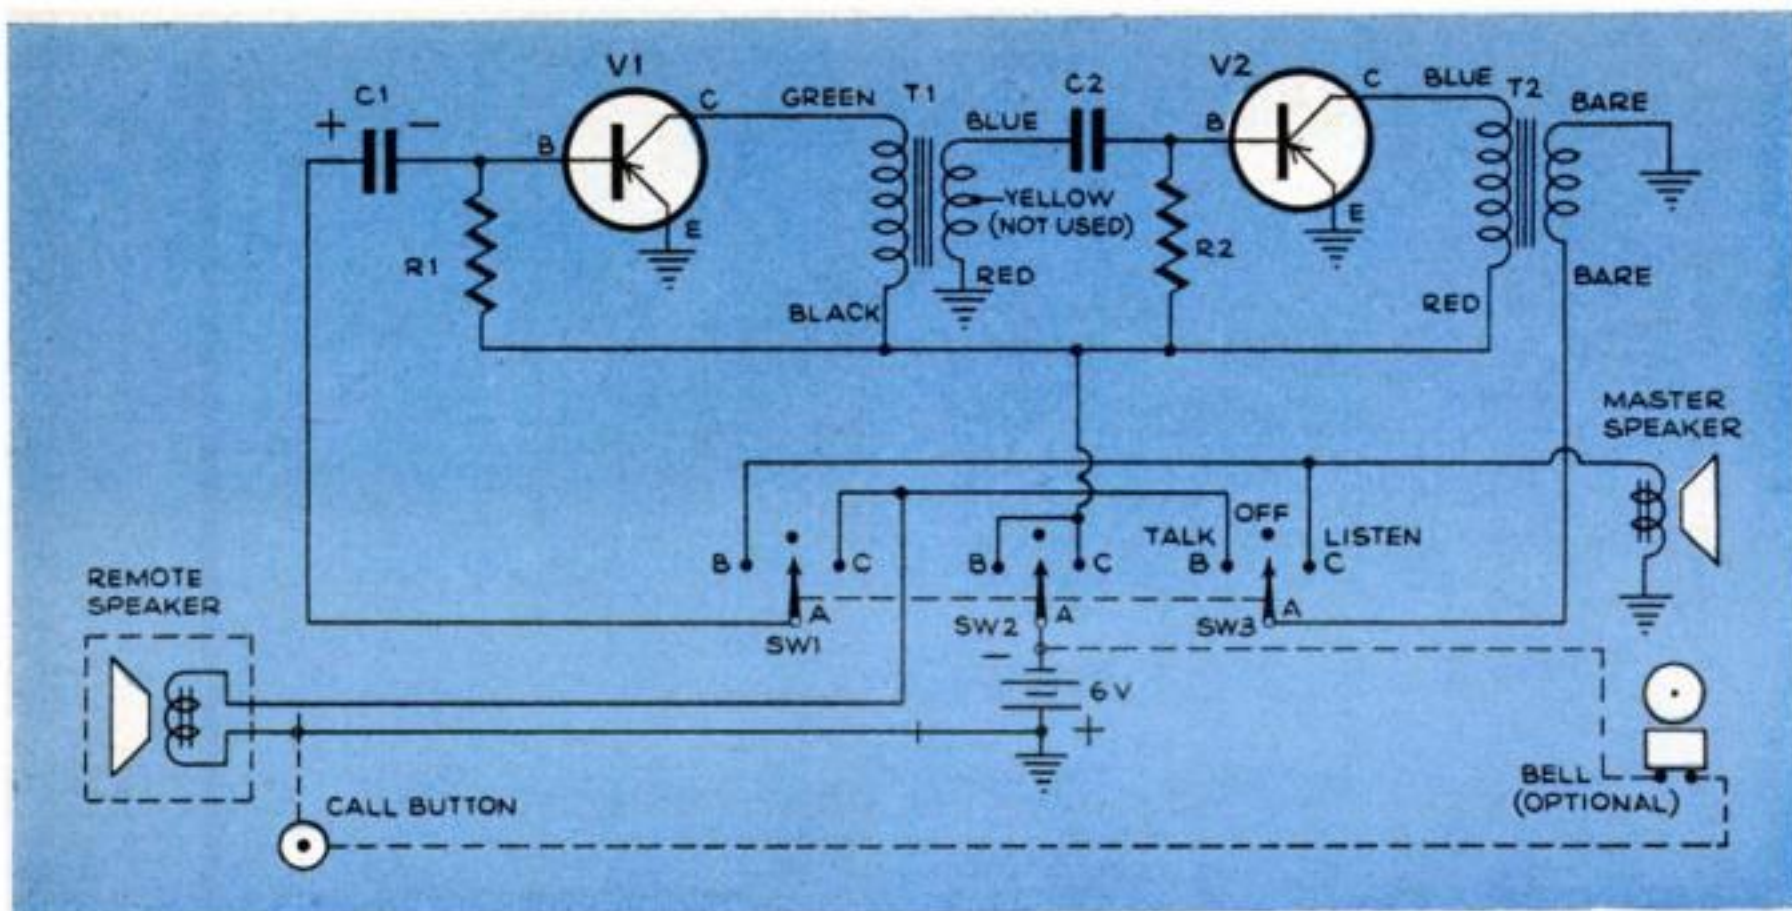 V1
V2
C1
+
−
C
GREEN
T1
C2
C
BLUE
T2
BARE
B
BLUE
B
YELLOW
(NOT USED)
E
E
R1
R2
RED
BARE
BLACK
RED
MASTER
SPEAKER
OFF
TALK
LISTEN
B
C
B
C
B
C
REMOTE
SPEAKER
A
A
A
SW1
SW2
SW3
−
6V
+
BELL
(OPTIONAL)
CALL BUTTON